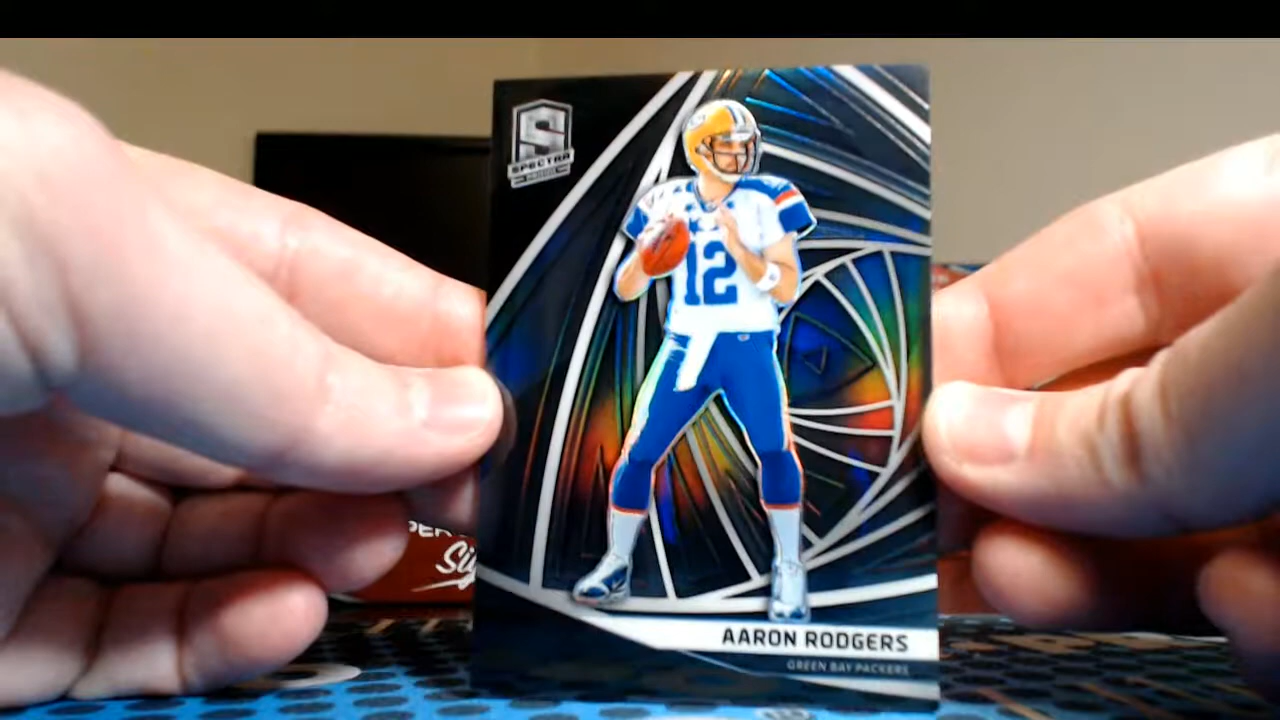 S
SPECTRA
12
AARON RODGERS
GREEN BAY PACKERS